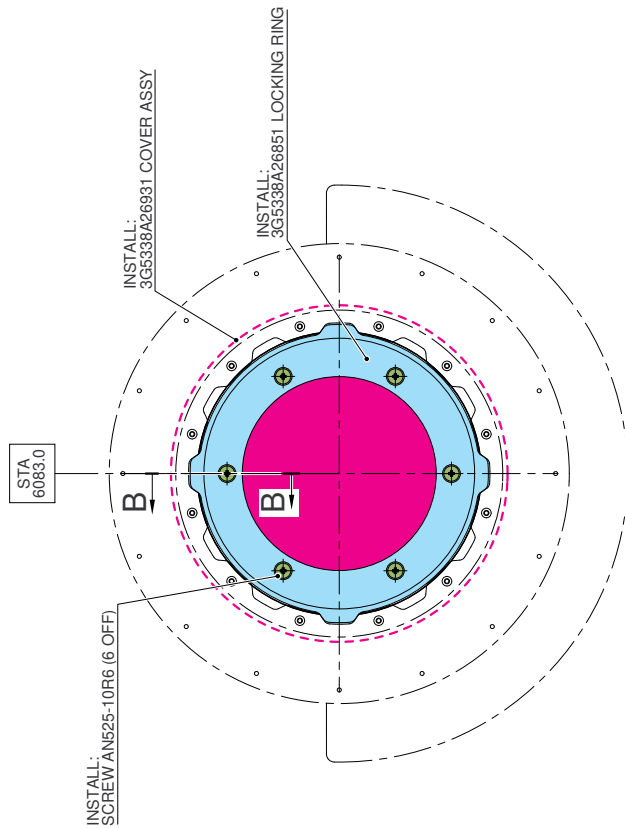 STA
6083.0
INSTALL:
3G5338A26931 COVER ASSY
INSTALL:
3G5338A26851 LOCKING RING
B
B
INSTALL:
SCREW AN525-10R6 (6 OFF)